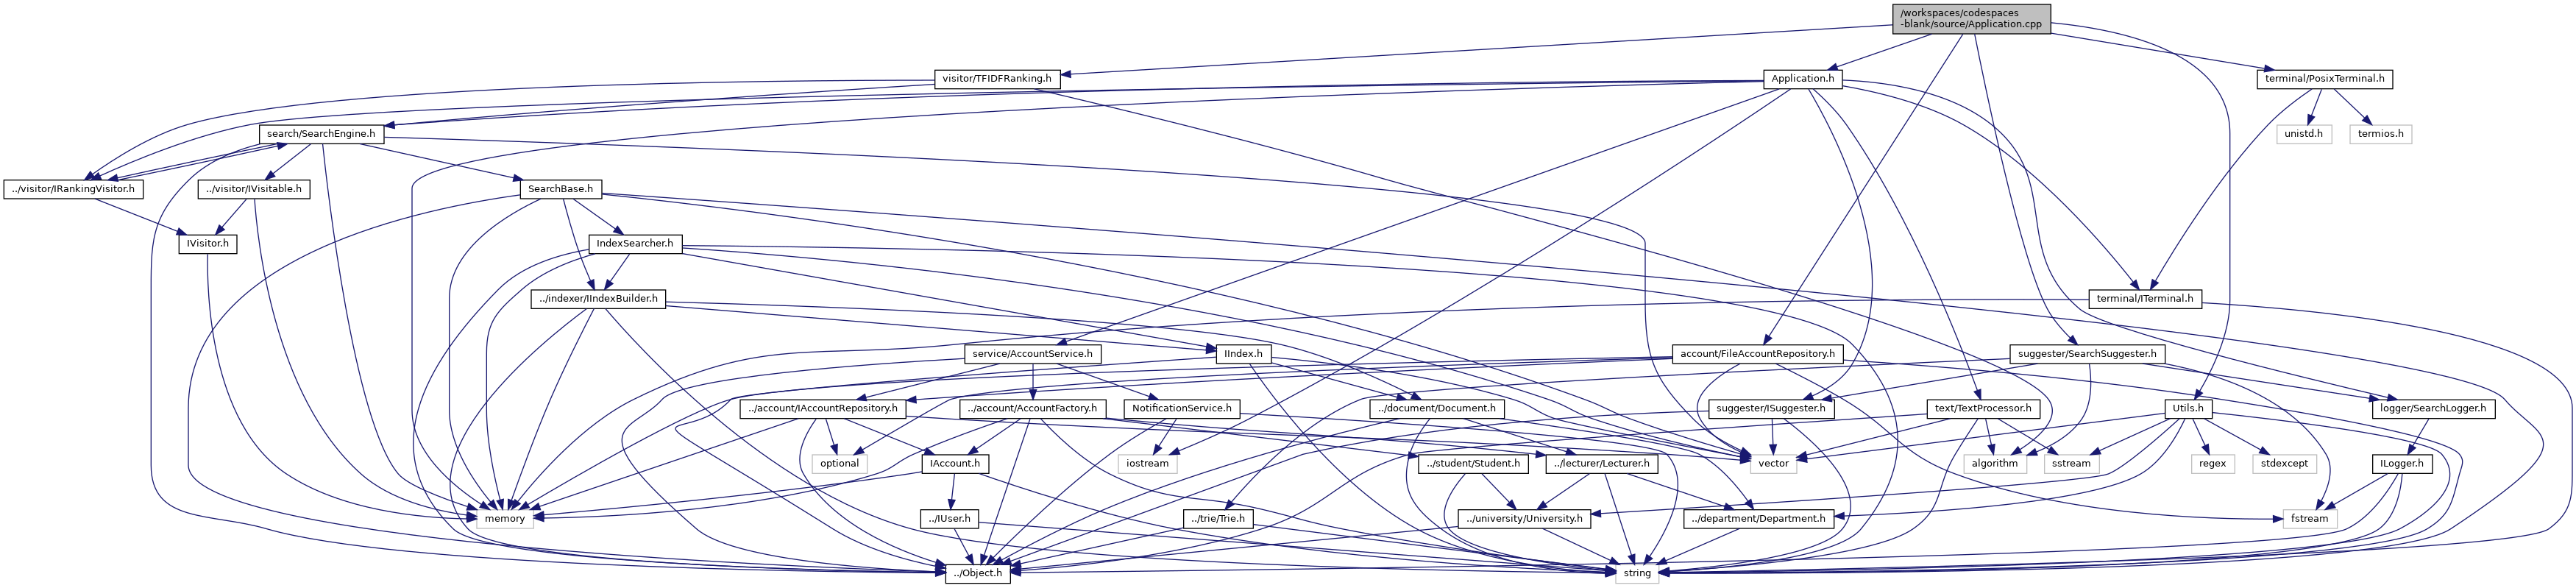 /workspaces/codespaces
-blank/source/Application.cpp
visitor/TFIDFRanking.h
Application.h
terminal/PosixTerminal.h
search/SearchEngine.h
unistd.h
termios.h
../visitor/IRankingVisitor.h
../visitor/IVisitable.h
SearchBase.h
IVisitor.h
IndexSearcher.h
../indexer/IIndexBuilder.h
terminal/ITerminal.h
service/AccountService.h
IIndex.h
account/FileAccountRepository.h
suggester/SearchSuggester.h
../account/IAccountRepository.h
../account/AccountFactory.h
NotificationService.h
../document/Document.h
suggester/ISuggester.h
text/TextProcessor.h
Utils.h
logger/SearchLogger.h
optional
IAccount.h
iostream
../student/Student.h
../lecturer/Lecturer.h
vector
algorithm
sstream
regex
stdexcept
ILogger.h
memory
../IUser.h
../trie/Trie.h
../university/University.h
../department/Department.h
fstream
../Object.h
string